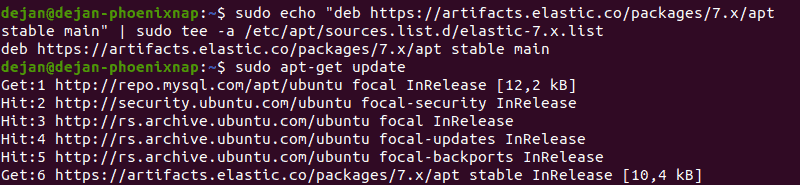 dejan@dejan-phoenixnap:~$ sudo echo "deb https://artifacts.elastic.co/packages/7.x/apt
stable main" | sudo tee -a /etc/apt/sources.list.d/elastic-7.x.list
deb https://artifacts.elastic.co/packages/7.x/apt stable main
dejan@dejan-phoenixnap:~$ sudo apt-get update
Get:1 http://repo.mysql.com/apt/ubuntu focal InRelease [12,2 kB]
Hit:2 http://security.ubuntu.com/ubuntu focal-security InRelease
Hit:3 http://rs.archive.ubuntu.com/ubuntu focal InRelease
Hit:4 http://rs.archive.ubuntu.com/ubuntu focal-updates InRelease
Hit:5 http://rs.archive.ubuntu.com/ubuntu focal-backports InRelease
Get:6 https://artifacts.elastic.co/packages/7.x/apt stable InRelease [10,4 kB]